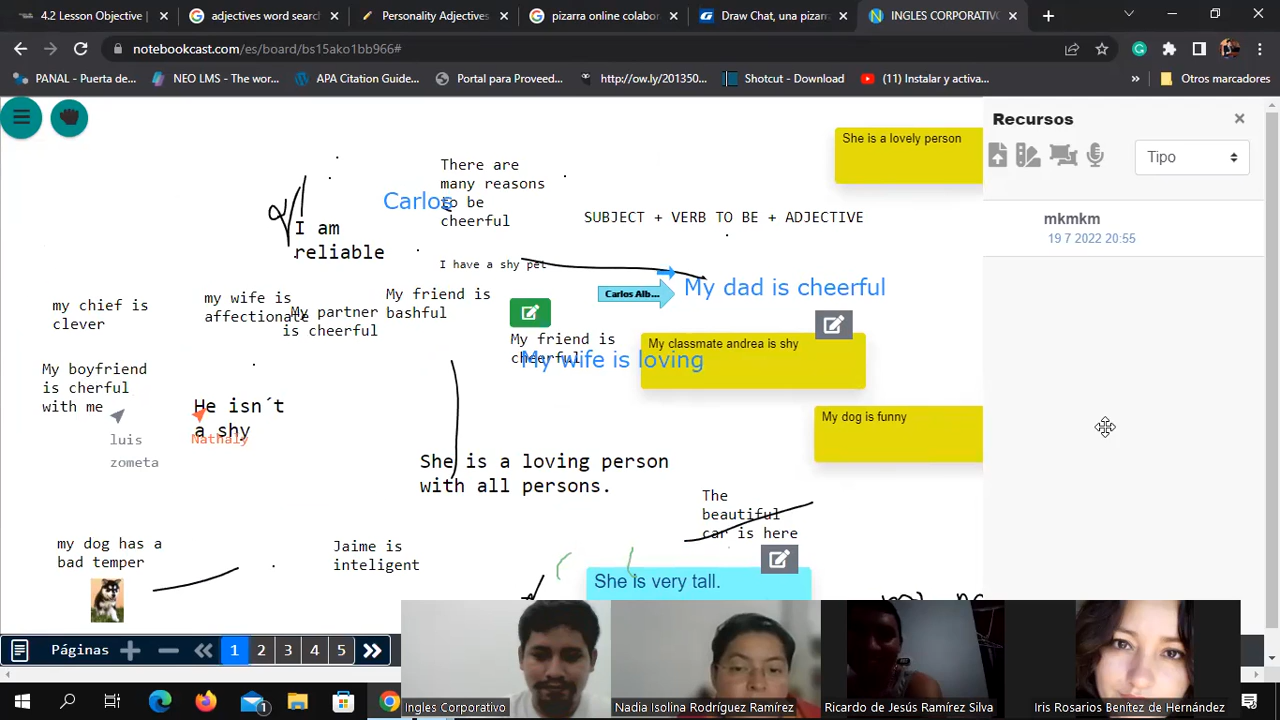 4.2 Lesson Objective -
adjectives word search
Personality Adjectives
pizarra online colabor
Draw Chat, una pizarr
INGLES CORPORATIVO
notebookcast.com/es/board/bs15ako1bb966#
PANAL - Puerta de...
NEO LMS - The wor...
APA Citation Guide...
Portal para Proveed...
http://ow.ly/201350...
Shotcut - Download
(11) Instalar y activa...
»
Otros marcadores
Recursos
Tipo
mkmkm
19 7 2022 20:55
She is a lovely person
There are
many reasons
to be
cheerful
Carlos
SUBJECT + VERB TO BE + ADJECTIVE
I am
reliable
I have a shy pet
Carlos Alb...
My dad is cheerful
my chief is
clever
my wife is
affectionate
My partner
is cheerful
My friend is
bashful
My friend is
cheerful
My wife is loving
My classmate andrea is shy
My boyfriend
is cherful
with me
He isn´t
a shy
luis
zometa
Nathaly
My dog is funny
She is a loving person
with all persons.
The
beautiful
car is here
my dog has a
bad temper
Jaime is
inteligent
She is very tall.
Páginas
1
2
3
4
5
Ingles Corporativo
Nadia Isolina Rodríguez Ramírez
Ricardo de Jesús Ramírez Silva
Iris Rosarios Benítez de Hernández
1